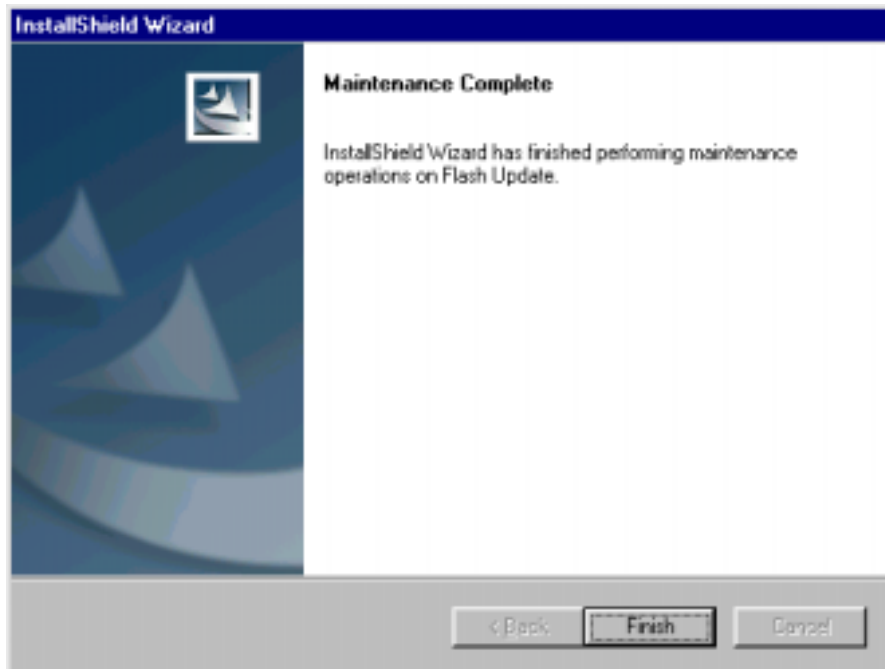 InstallShield Wizard
Maintenance Complete
InstallShield Wizard has finished performing maintenance
operations on Flash Update.
< Back
Finish
Cancel